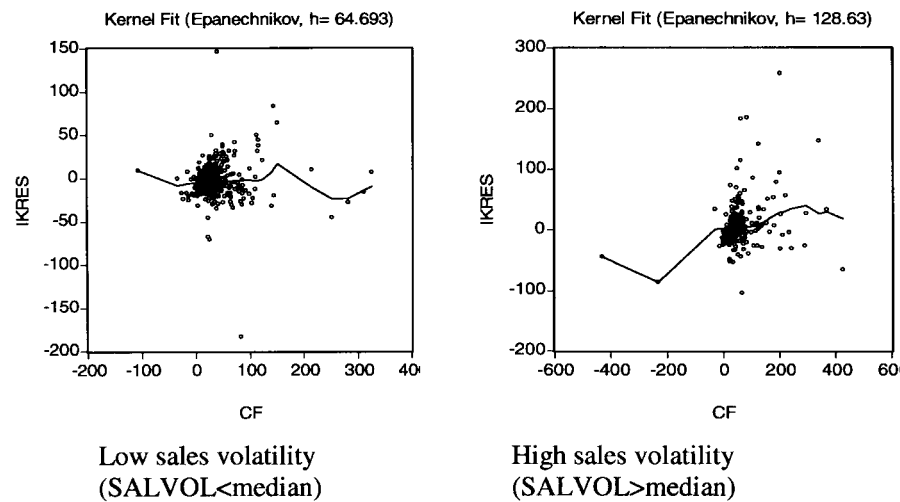 Kernel Fit (Epanechnikov, h= 64.693)
150
100
50
0
-50
-100
-150
-200
IKRES
-200 -100 0 100 200 300 40
CF
Low sales volatility
(SALVOL<median)
Kernel Fit (Epanechnikov, h= 128.63)
300
200
100
0
-100
-200
IKRES
-600 -400 -200 0 200 400 60
CF
High sales volatility
(SALVOL>median)